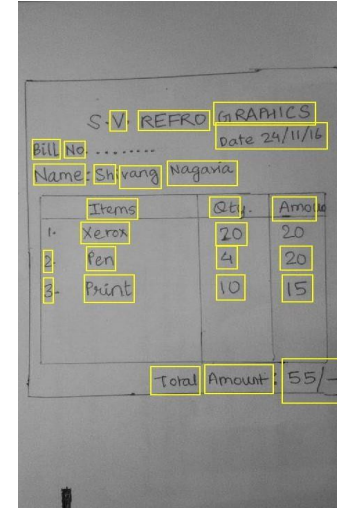 S.V. REFRO GRAPHICS
Date 24/11/16
Bill No. ........
Name: Shivang Nagaria
Items Qty. Amou
1. Xerox 20 20
2. Pen 4 20
3. Print 10 15
Total Amount: 55/-